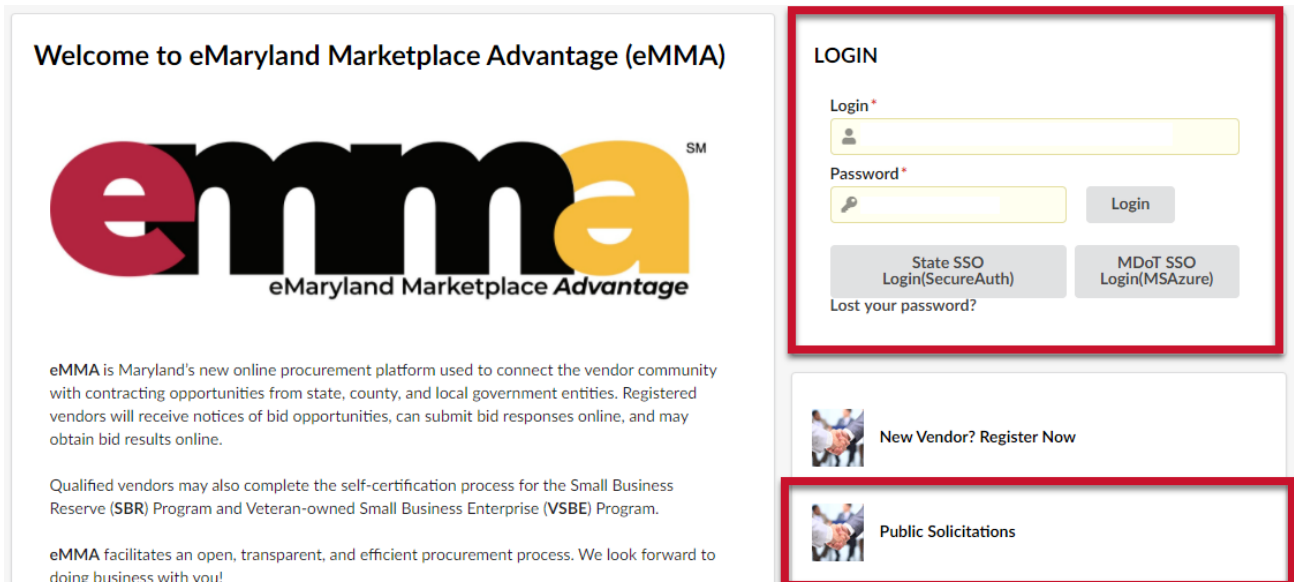 Welcome to eMaryland Marketplace Advantage (eMMA)
emma
SM
eMaryland Marketplace Advantage
eMMA is Maryland's new online procurement platform used to connect the vendor community
with contracting opportunities from state, county, and local government entities. Registered
vendors will receive notices of bid opportunities, can submit bid responses online, and may
obtain bid results online.
Qualified vendors may also complete the self-certification process for the Small Business
Reserve (SBR) Program and Veteran-owned Small Business Enterprise (VSBE) Program.
eMMA facilitates an open, transparent, and efficient procurement process. We look forward to
doing business with you!
LOGIN
Login*
Password*
Login
State SSO
Login(SecureAuth)
MDoT SSO
Login(MSAzure)
Lost your password?
New Vendor? Register Now
Public Solicitations